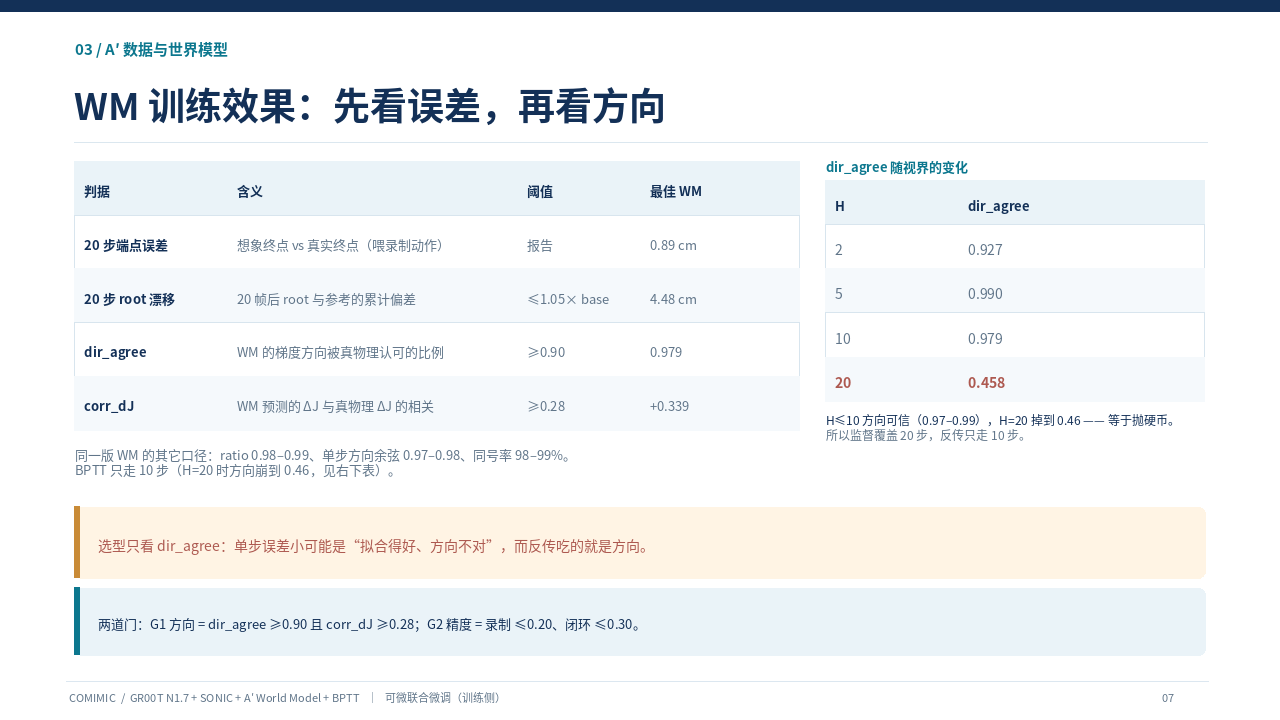 03 / A′ 数据与世界模型
WM 训练效果：先看误差，再看方向
判据 含义 阈值 最佳 WM
20 步端点误差 想象终点 vs 真实终点（喂录制动作） 报告 0.89 cm
20 步 root 漂移 20 帧后 root 与参考的累计偏差 ≤1.05× base 4.48 cm
dir_agree WM 的梯度方向被真物理认可的比例 ≥0.90 0.979
corr_dJ WM 预测的 ΔJ 与真物理 ΔJ 的相关 ≥0.28 +0.339
同一版 WM 的其它口径：ratio 0.98–0.99、单步方向余弦 0.97–0.98、同号率 98–99%。
BPTT 只走 10 步（H=20 时方向崩到 0.46，见右下表）。
dir_agree 随视界的变化
H dir_agree
2 0.927
5 0.990
10 0.979
20 0.458
H≤10 方向可信（0.97–0.99），H=20 掉到 0.46 —— 等于抛硬币。
所以监督覆盖 20 步，反传只走 10 步。
选型只看 dir_agree：单步误差小可能是“拟合得好、方向不对”，而反传吃的就是方向。
两道门：G1 方向 = dir_agree ≥0.90 且 corr_dJ ≥0.28；G2 精度 = 录制 ≤0.20、闭环 ≤0.30。
COMIMIC / GR00T N1.7 + SONIC + A′ World Model + BPTT ｜ 可微联合微调（训练侧）
07